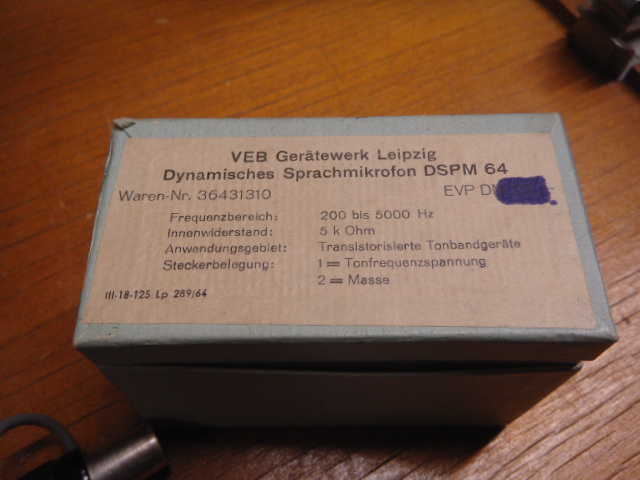 VEB Gerätewerk Leipzig
Dynamisches Sprachmikrofon DSPM 64
Waren-Nr. 36431310 EVP
Frequenzbereich: 200 bis 5000 Hz
Innenwiderstand: 5 k Ohm
Anwendungsgebiet: Transistorisierte Tonbandgeräte
Steckerbelegung: 1 = Tonfrequenzspannung
2 = Masse
III-18-125 Lp 289/64